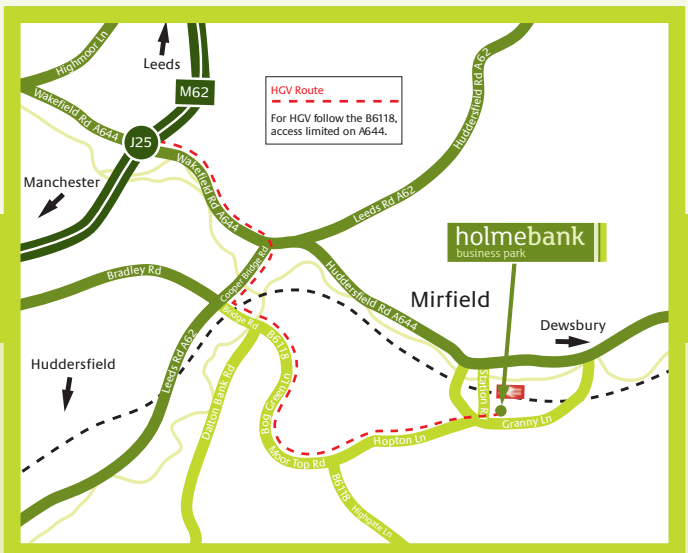 Highmoor Ln
Leeds
M62
Wakefield Rd A644
J25
HGV Route
For HGV follow the B6118,
access limited on A644.
Huddersfield Rd A62
Manchester
Wakefield Rd A644
Leeds Rd A62
holmebank
business park
Bradley Rd
Cooper Bridge Rd
Huddersfield Rd A644
Mirfield
Dewsbury
Bridge Rd
B6118
Huddersfield
Leeds Rd A62
Dalton Bank Rd
Bog Green Ln
Station R
Granny Ln
Hopton Ln
Moor Top Rd
B6118
Highgate Ln